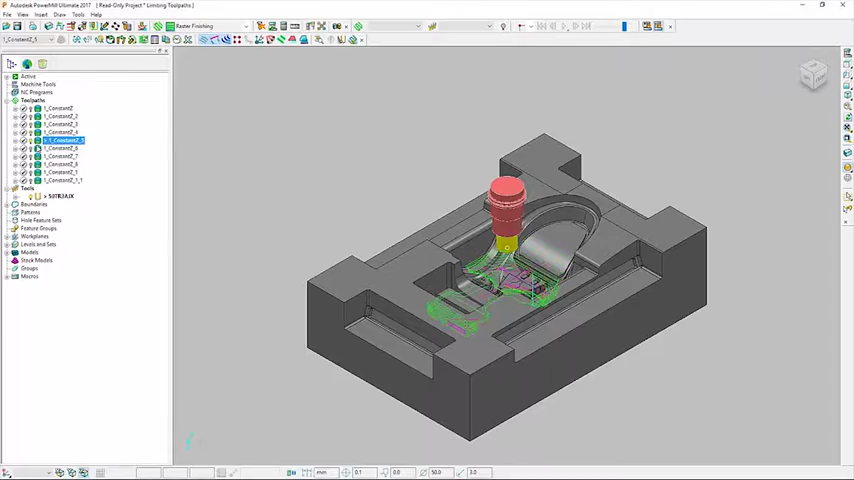 Autodesk PowerMill Ultimate 2017 - [ Read-Only Project * Limbing Toolpaths ]
File View Draw Tools Help
Raster Finishing
1_ConstantZ_5
Active
Machine Tools
NC Programs
Toolpaths
1_ConstantZ
1_ConstantZ_2
1_ConstantZ_3
1_ConstantZ_4
> 1_ConstantZ_5
1_ConstantZ_6
1_ConstantZ_7
1_ConstantZ_8
1_ConstantZ_1
1_ConstantZ_1_1
Tools
> 50TR3AJX
Boundaries
Patterns
Hole Feature Sets
Feature Groups
Workplanes
Levels and Sets
Models
Stock Models
Groups
Macros
mm 0.1 0.0 50.0 3.0